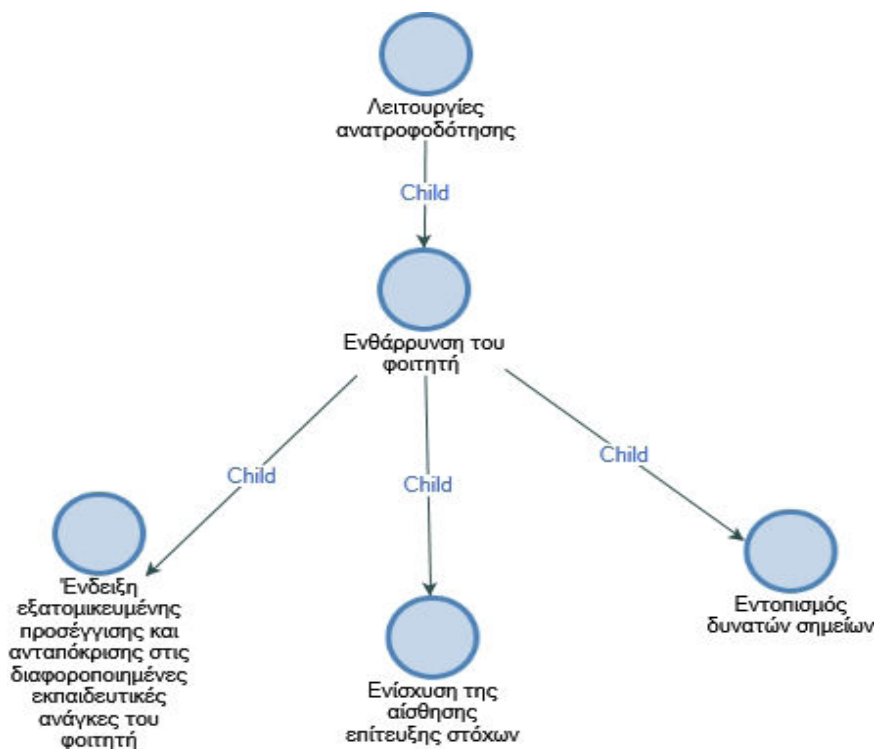 Λειτουργίες
ανατροφοδότησης
Child
Ενθάρρυνση του
φοιτητή
Child
Child
Child
Ένδειξη
εξατομικευμένης
προσέγγισης και
ανταπόκρισης στις
διαφοροποιημένες
εκπαιδευτικές
ανάγκες του
φοιτητή
Ενίσχυση της
αίσθησης
επίτευξης στόχων
Εντοπισμός
δυνατών σημείων